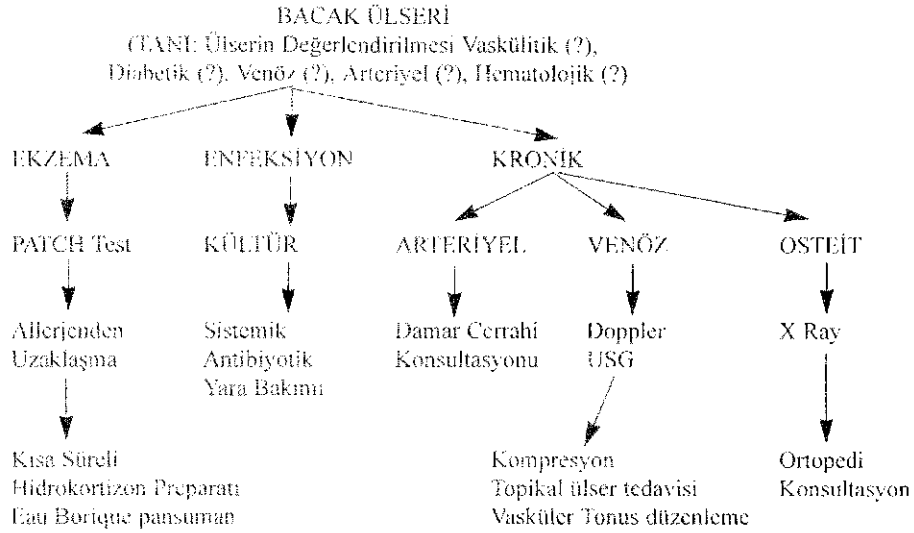 BACAK ÜLSERİ
(TANI: Ülserin Değerlendirilmesi Vaskülitik (?),
Diabetik (?), Venöz (?), Arteriyel (?), Hematolojik (?)
EKZEMA
ENFEKSİYON
KRONİK
PATCH Test
KÜLTÜR
ARTERİYEL
VENÖZ
OSTEİT
Allerjenden
Uzaklaşma
Sistemik
Antibiyotik
Yara Bakımı
Damar Cerrahi
Konsultasyonu
Doppler
USG
X Ray
Kısa Süreli
Hidrokortizon Preparatı
Eau Borique pansuman
Kompresyon
Topikal ülser tedavisi
Vasküler Tonus düzenleme
Ortopedi
Konsultasyon